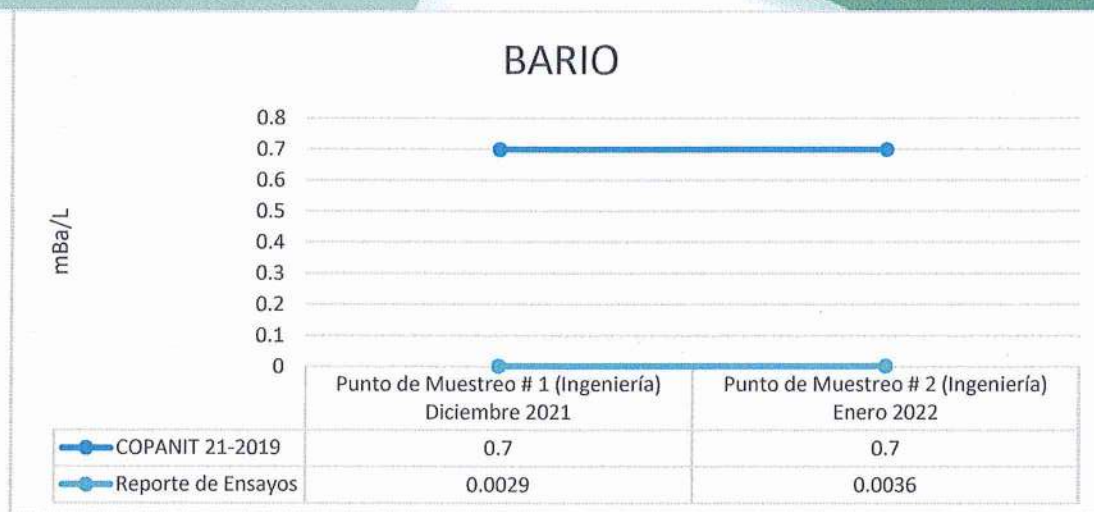 BARIO
mBa/L
0.8
0.7
0.6
0.5
0.4
0.3
0.2
0.1
0
Punto de Muestreo # 1 (Ingeniería) Punto de Muestreo # 2 (Ingeniería)
Diciembre 2021 Enero 2022
COPANIT 21-2019 0.7 0.7
Reporte de Ensayos 0.0029 0.0036